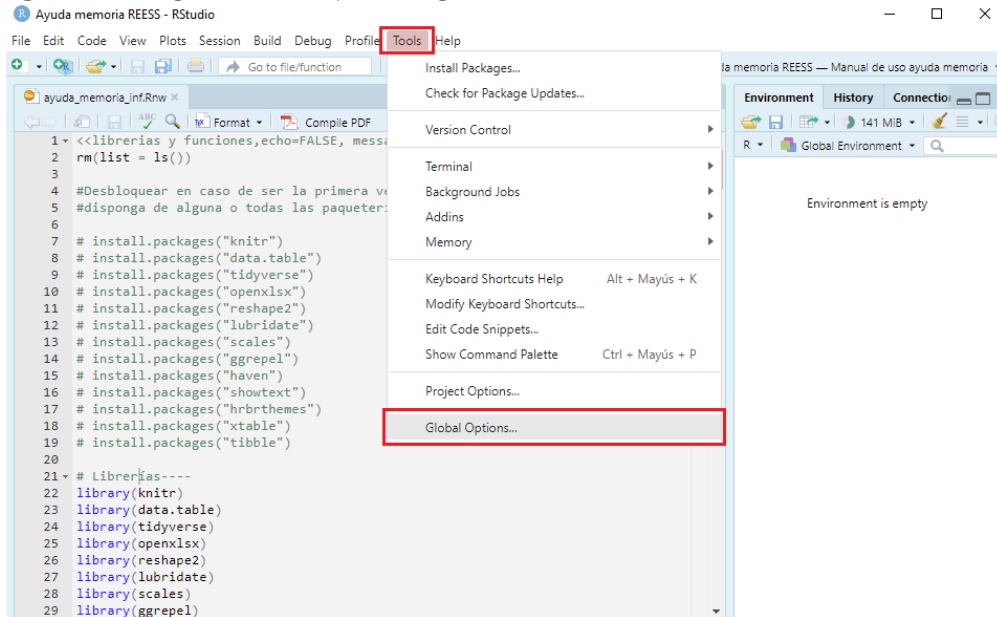 Ayuda memoria REESS - RStudio
File Edit Code View Plots Session Build Debug Profile Tools Help
Go to file/function
memoria REESS — Manual de uso ayuda memoria
ayuda_memoria_inf.Rnw
Format Compile PDF
1 <<librerias y funciones,echo=FALSE,
2 rm(list = ls())
3
4 #Desbloquear en caso de ser la primera
5 #disponga de alguna o todas las
6
7 # install.packages("knitr")
8 # install.packages("data.table")
9 # install.packages("tidyverse")
10 # install.packages("openxlsx")
11 # install.packages("reshape2")
12 # install.packages("lubridate")
13 # install.packages("scales")
14 # install.packages("ggrepel")
15 # install.packages("haven")
16 # install.packages("showtext")
17 # install.packages("hrbrthemes")
18 # install.packages("xtable")
19 # install.packages("tibble")
20
21 # Librerías----
22 library(knitr)
23 library(data.table)
24 library(tidyverse)
25 library(openxlsx)
26 library(reshape2)
27 library(lubridate)
28 library(scales)
29 library(ggrepel)
Install Packages...
Check for Package Updates...
Version Control
Terminal
Background Jobs
Addins
Memory
Keyboard Shortcuts Help Alt + Mayús + K
Modify Keyboard Shortcuts...
Edit Code Snippets...
Show Command Palette Ctrl + Mayús + P
Project Options...
Global Options...
Environment History
141 MiB
R Global Environment
Environment is empty